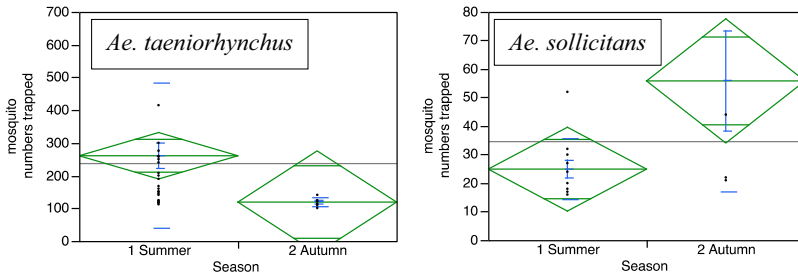 Ae. taeniorhynchus
mosquito
numbers trapped
700
600
500
400
300
200
100
0
1 Summer
2 Autumn
Season
Ae. sollicitans
mosquito
numbers trapped
80
70
60
50
40
30
20
10
0
1 Summer
2 Autumn
Season